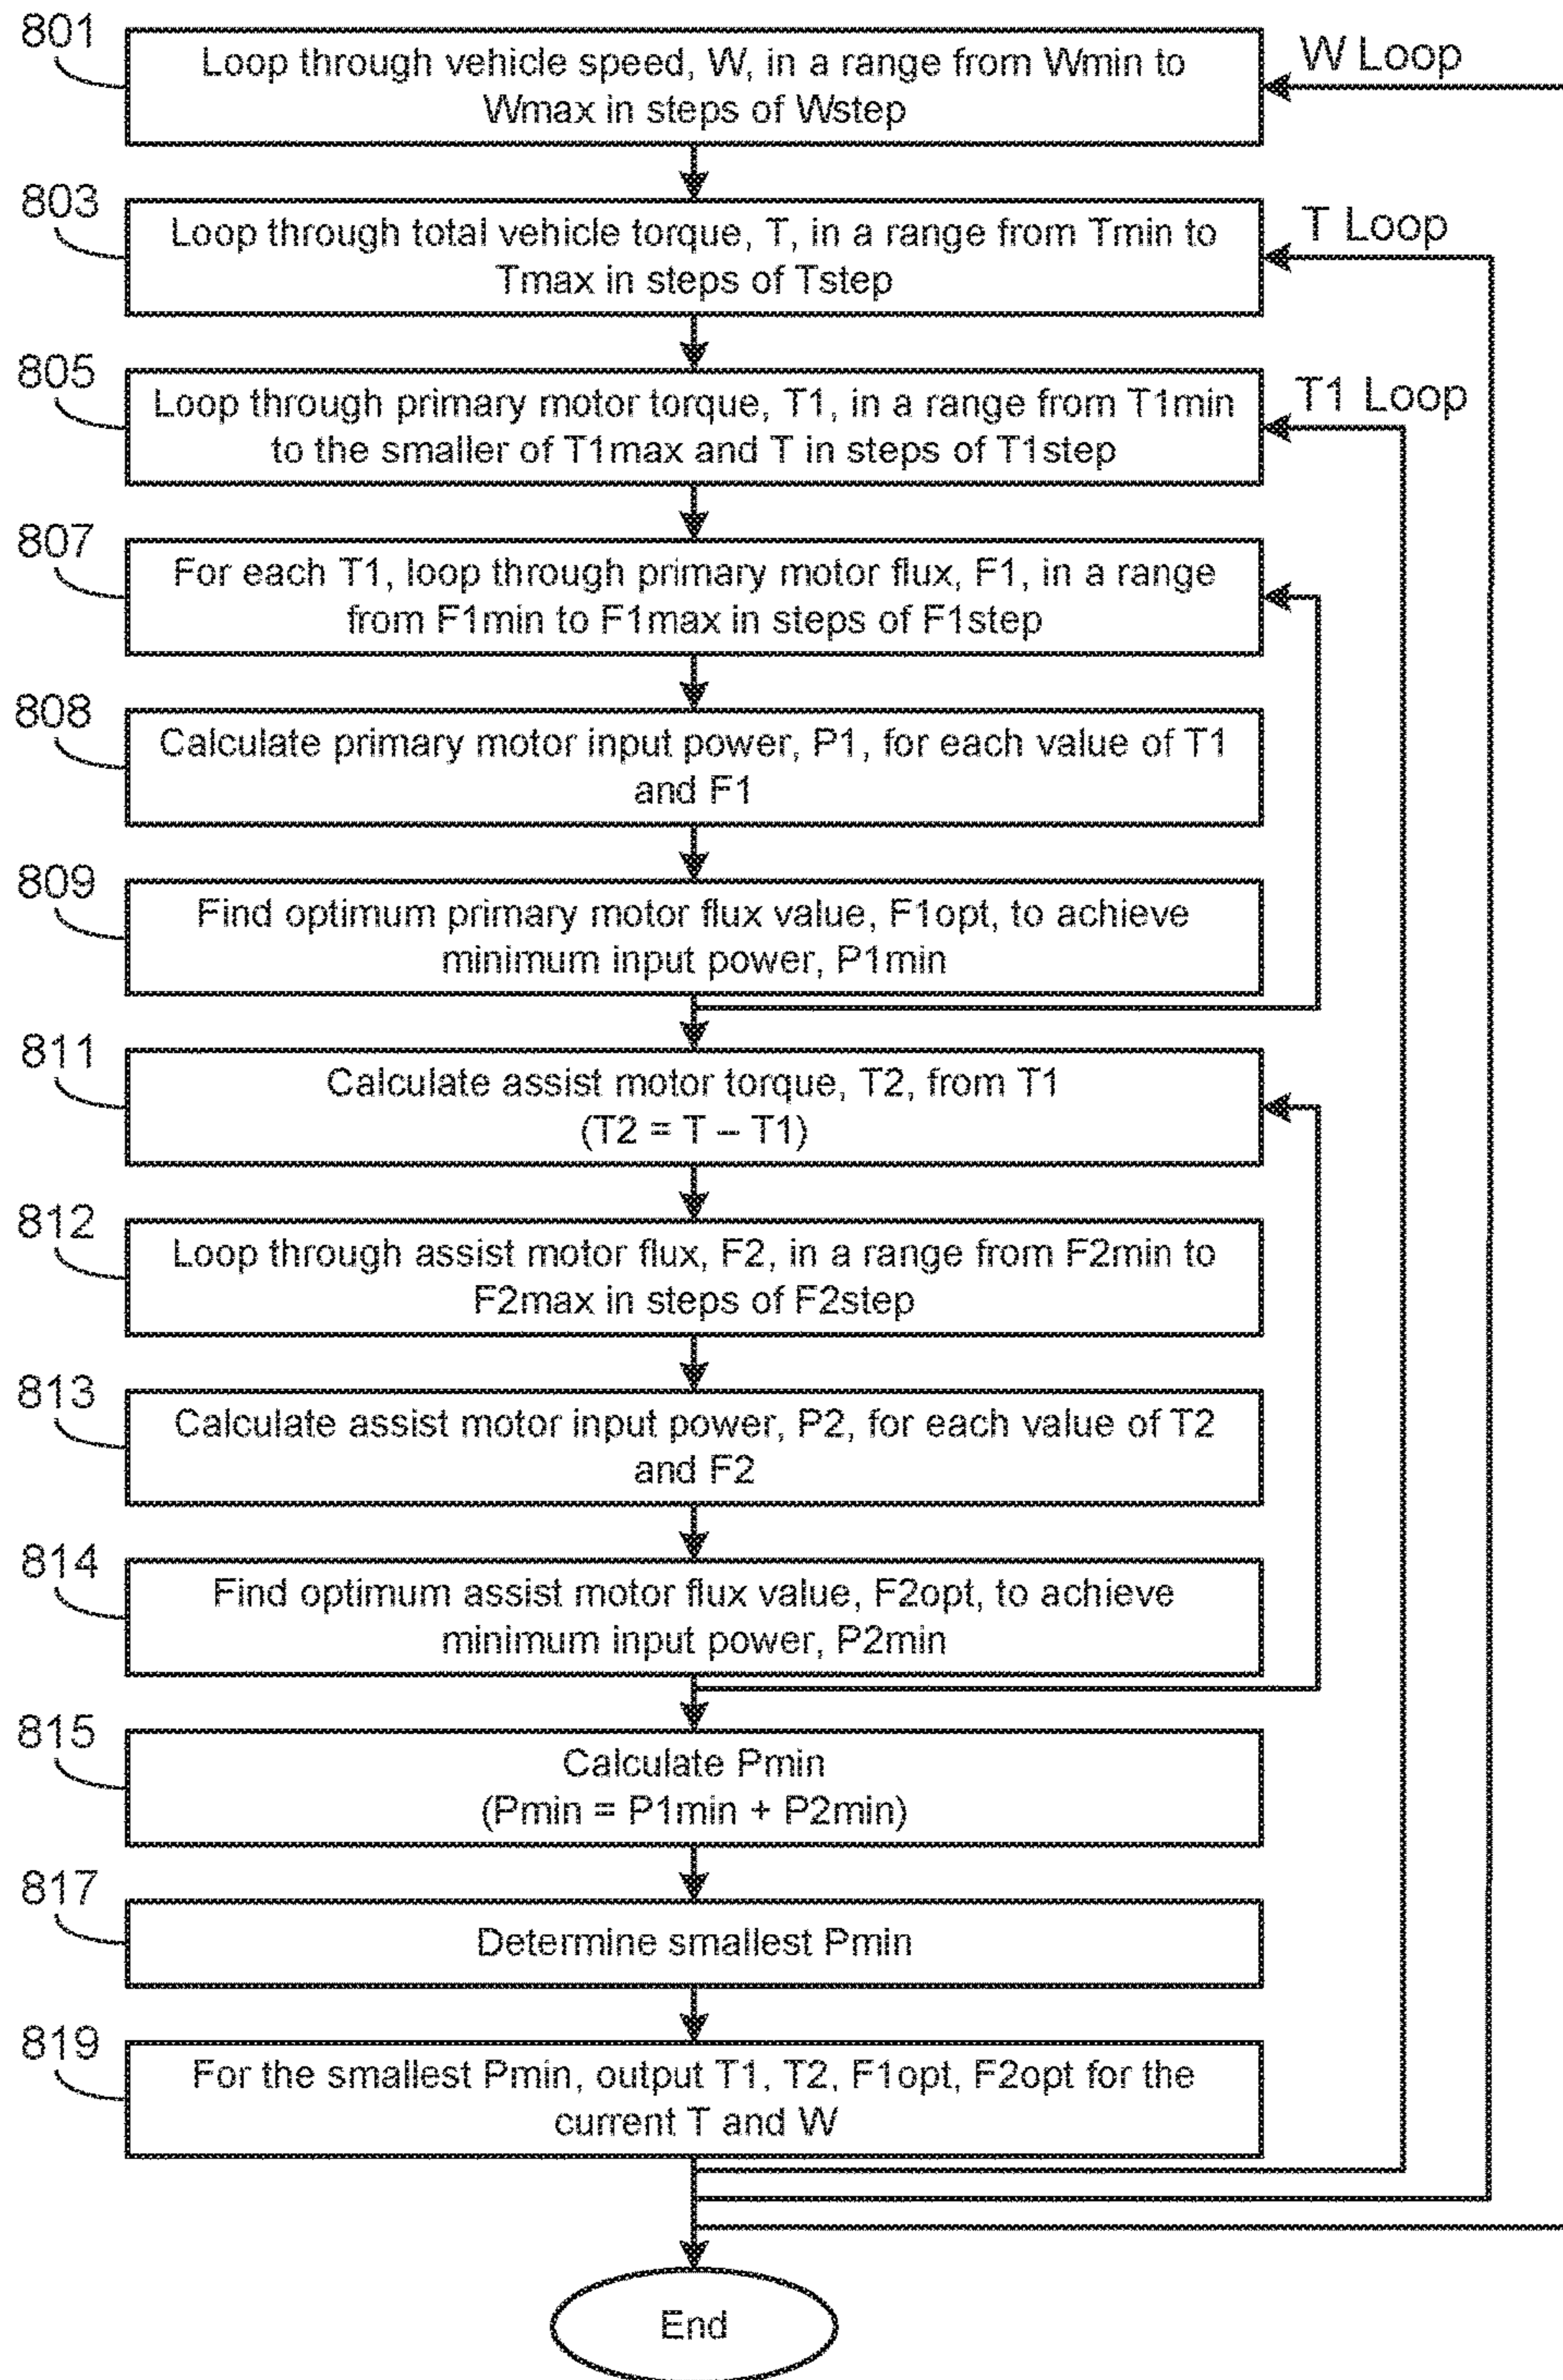 801
Loop through vehicle speed, W, in a range from Wmin to
Wmax in steps of Wstep
W Loop
803
Loop through total vehicle torque, T, in a range from Tmin to
Tmax in steps of Tstep
T Loop
805
Loop through primary motor torque, T1, in a range from T1min
to the smaller of T1max and T in steps of T1step
T1 Loop
807
For each T1, loop through primary motor flux, F1, in a range
from F1min to F1max in steps of F1step
808
Calculate primary motor input power, P1, for each value of T1
and F1
809
Find optimum primary motor flux value, F1opt, to achieve
minimum input power, P1min
811
Calculate assist motor torque, T2, from T1
(T2 = T – T1)
812
Loop through assist motor flux, F2, in a range from F2min to
F2max in steps of F2step
813
Calculate assist motor input power, P2, for each value of T2
and F2
814
Find optimum assist motor flux value, F2opt, to achieve
minimum input power, P2min
815
Calculate Pmin
(Pmin = P1min + P2min)
817
Determine smallest Pmin
819
For the smallest Pmin, output T1, T2, F1opt, F2opt for the
current T and W
End